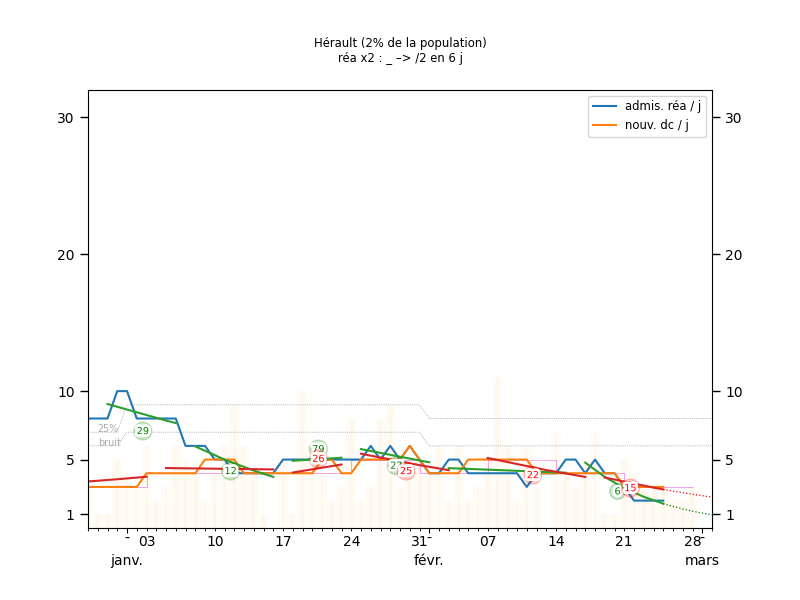 Hérault (2% de la population)
réa x2 : _ –> /2 en 6 j
admis. réa / j
nouv. dc / j
30 30
20 20
10 10
5 5
1 1
25%
bruit
29
12
79
26
25
22
6
15
03 10 17 24 31 07 14 21 28
janv. févr. mars